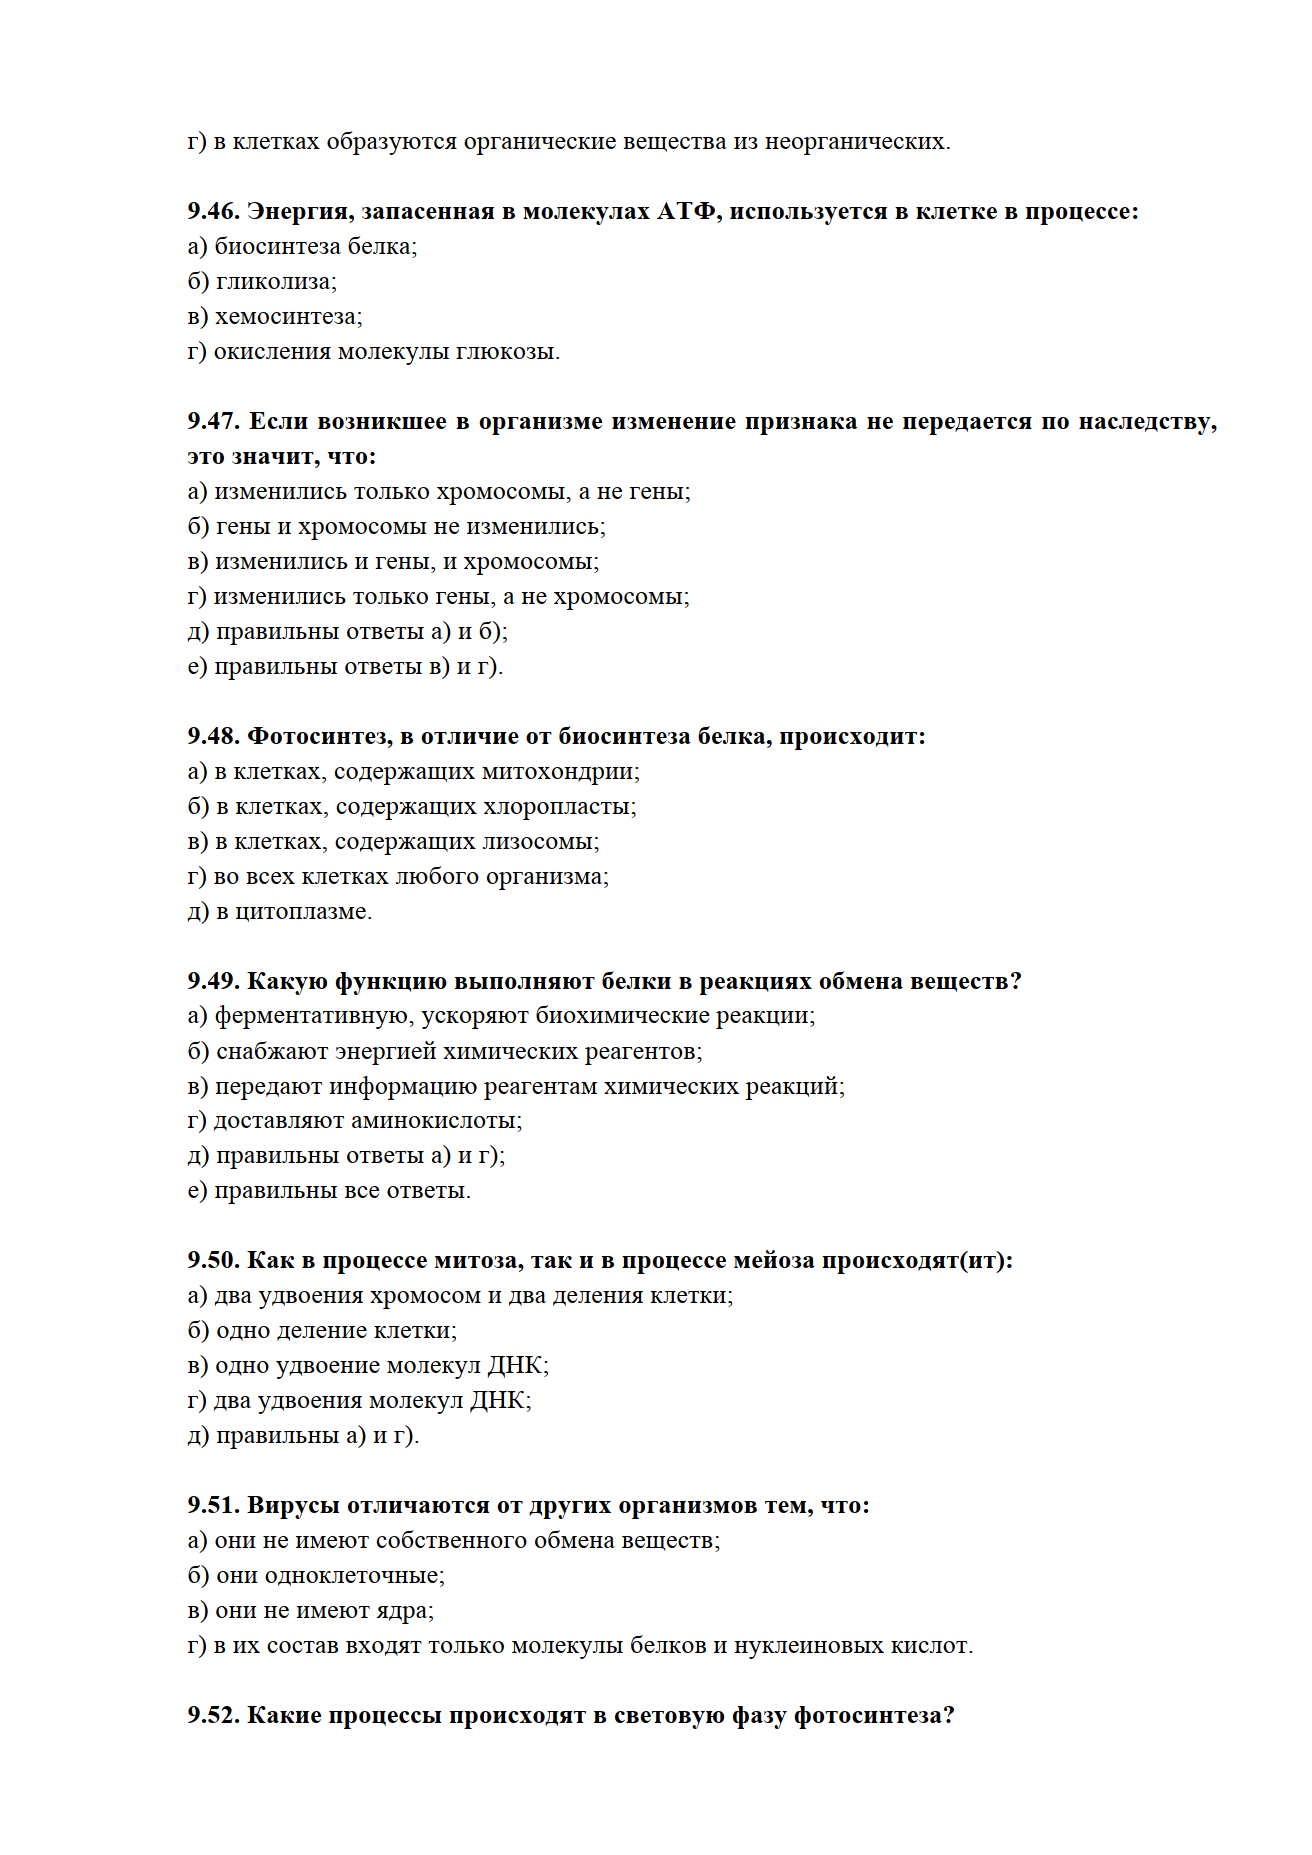 г) в клетках образуются органические вещества из неорганических.
9.46. Энергия, запасенная в молекулах АТФ, используется в клетке в процессе:
а) биосинтеза белка;
б) гликолиза;
в) хемосинтеза;
г) окисления молекулы глюкозы.
9.47. Если возникшее в организме изменение признака не передается по наследству,
это значит, что:
а) изменились только хромосомы, а не гены;
б) гены и хромосомы не изменились;
в) изменились и гены, и хромосомы;
г) изменились только гены, а не хромосомы;
д) правильны ответы а) и б);
е) правильны ответы в) и г).
9.48. Фотосинтез, в отличие от биосинтеза белка, происходит:
а) в клетках, содержащих митохондрии;
б) в клетках, содержащих хлоропласты;
в) в клетках, содержащих лизосомы;
г) во всех клетках любого организма;
д) в цитоплазме.
9.49. Какую функцию выполняют белки в реакциях обмена веществ?
а) ферментативную, ускоряют биохимические реакции;
б) снабжают энергией химических реагентов;
в) передают информацию реагентам химических реакций;
г) доставляют аминокислоты;
д) правильны ответы а) и г);
е) правильны все ответы.
9.50. Как в процессе митоза, так и в процессе мейоза происходят(ит):
а) два удвоения хромосом и два деления клетки;
б) одно деление клетки;
в) одно удвоение молекул ДНК;
г) два удвоения молекул ДНК;
д) правильны а) и г).
9.51. Вирусы отличаются от других организмов тем, что:
а) они не имеют собственного обмена веществ;
б) они одноклеточные;
в) они не имеют ядра;
г) в их состав входят только молекулы белков и нуклеиновых кислот.
9.52. Какие процессы происходят в световую фазу фотосинтеза?